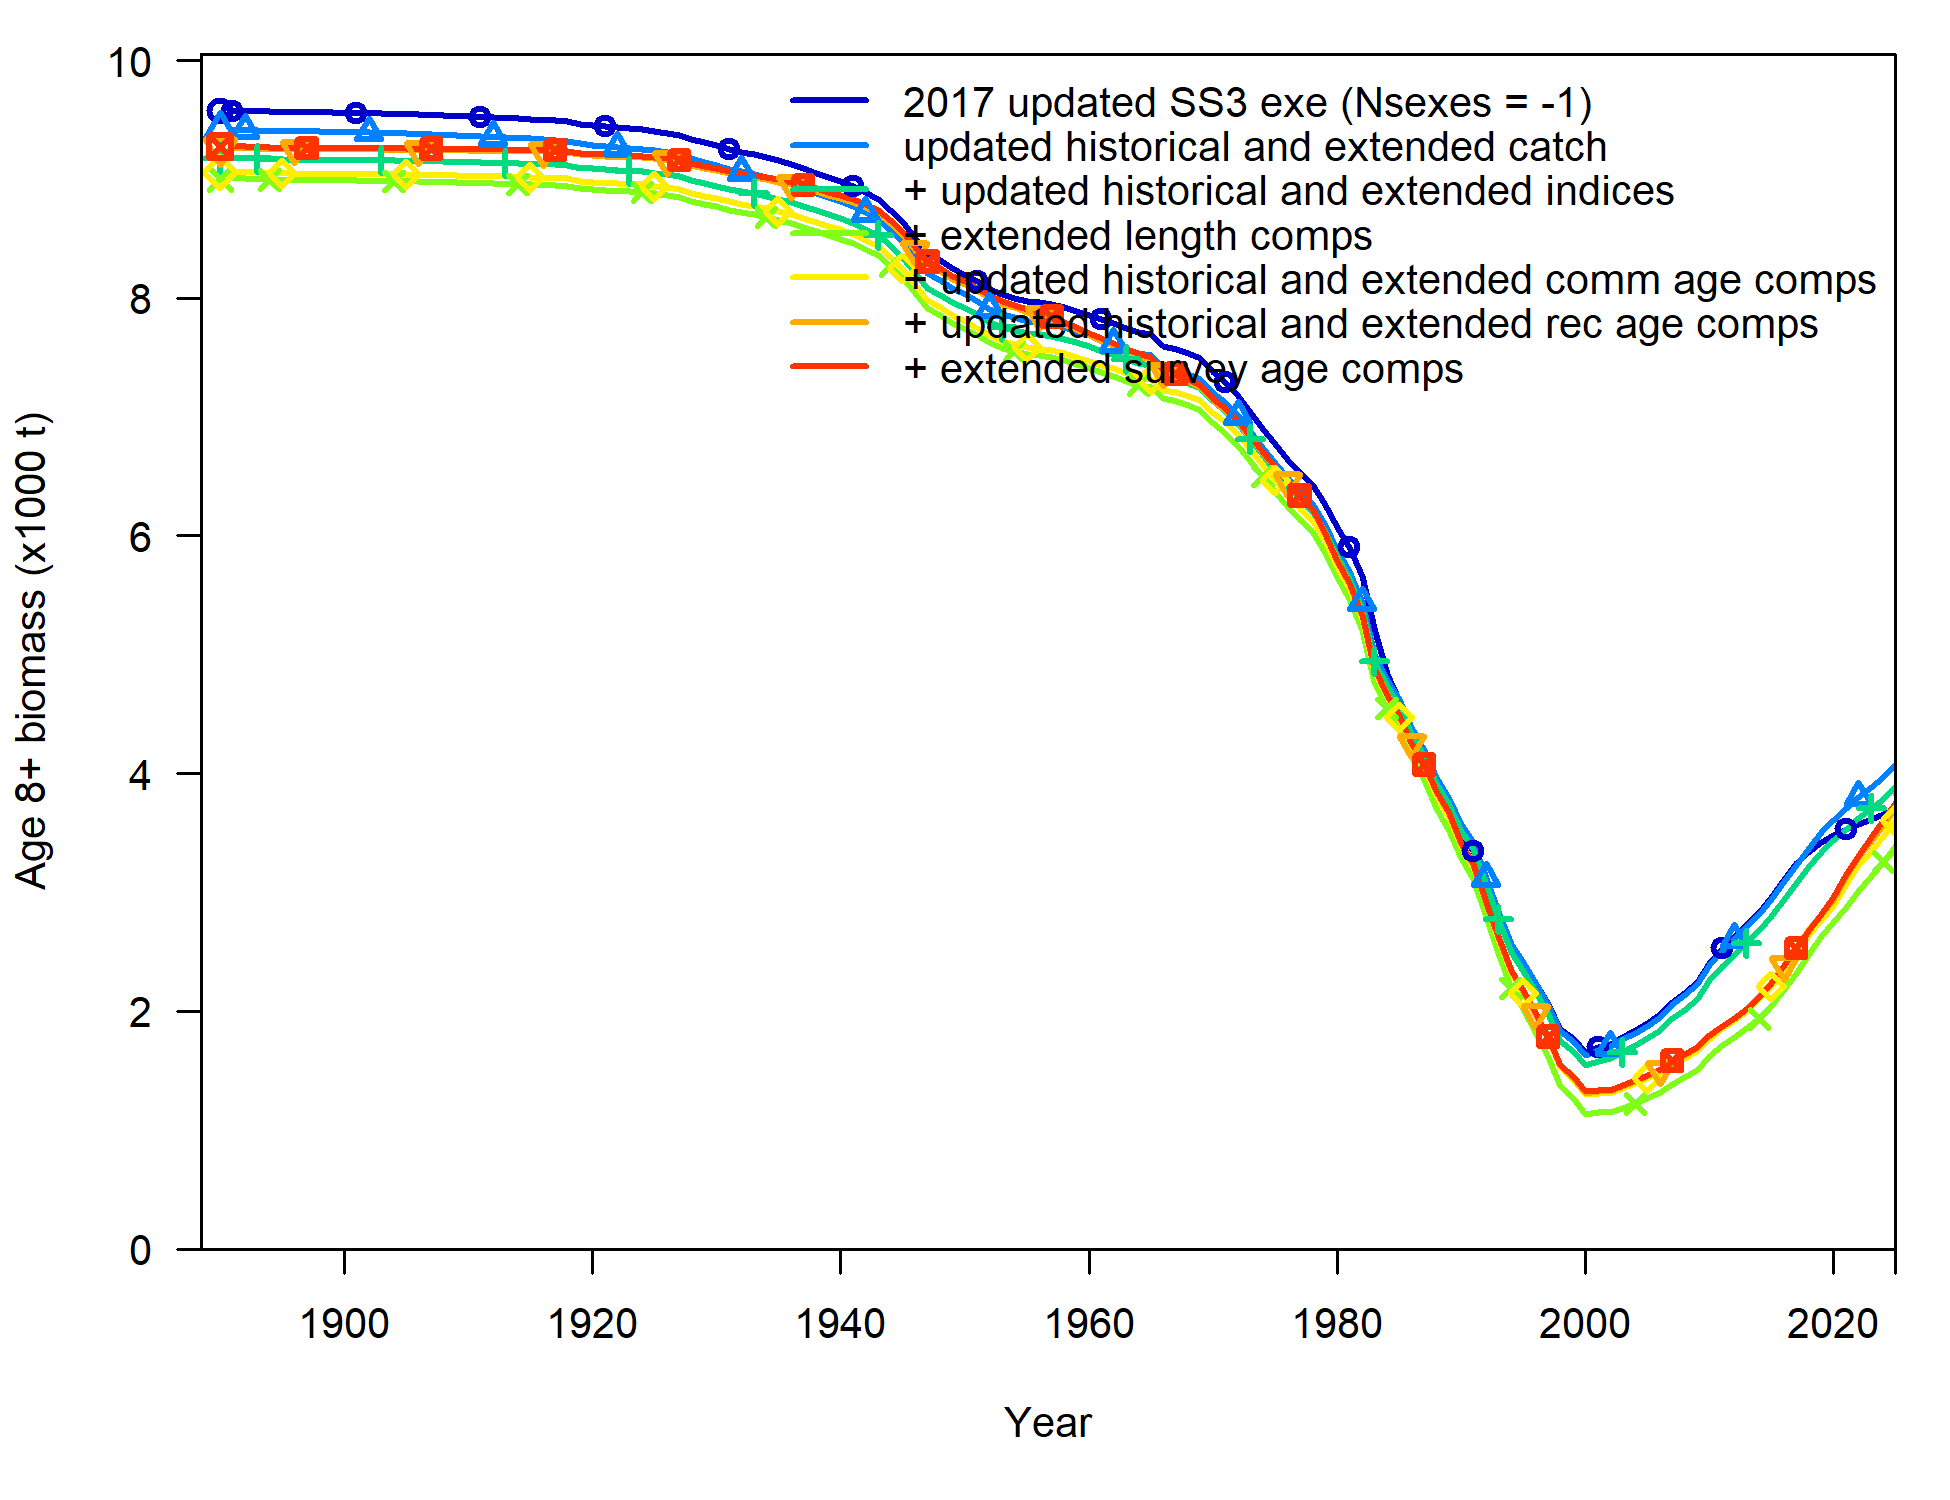 10
8
6
4
2
0
Age 8+ biomass (x1000 t)
2017 updated SS3 exe (Nsexes = -1)
updated historical and extended catch
+ updated historical and extended indices
+ extended length comps
+ updated historical and extended comm age comps
+ updated historical and extended rec age comps
+ extended survey age comps
1900 1920 1940 1960 1980 2000 2020
Year